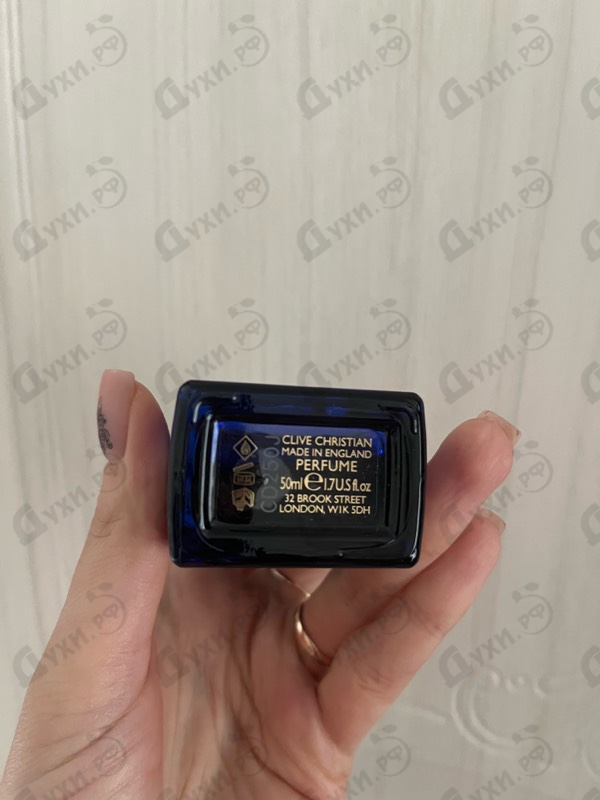 CLIVE CHRISTIAN
MADE IN ENGLAND
PERFUME
50ml e 1.7U.S.fl.oz
32 BROOK STREET
LONDON, W1K 5DH
Духи.рф